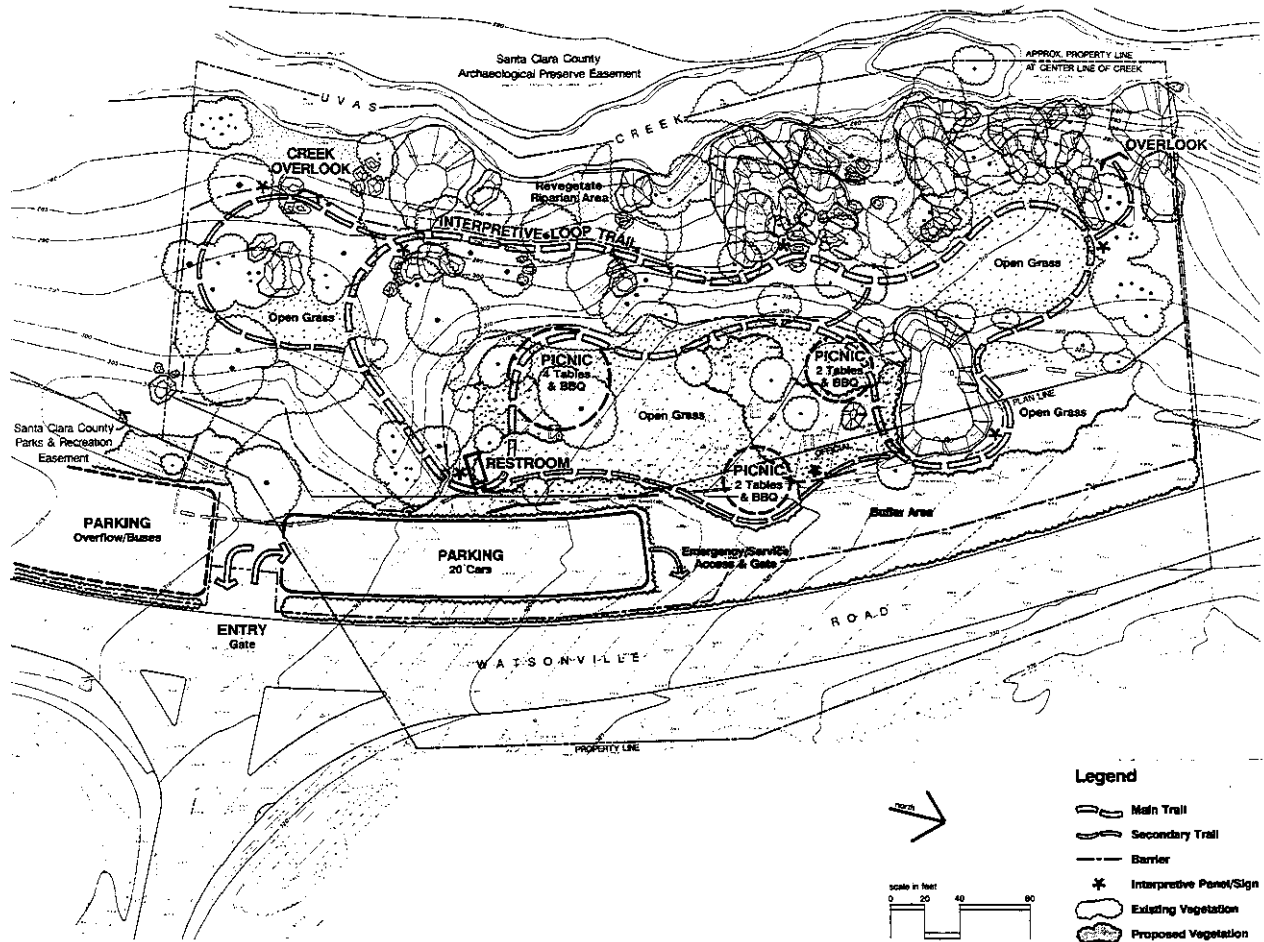 Santa Clara County
Archaeological Preserve Easement
APPROX. PROPERTY LINE
AT CENTER LINE OF CREEK
UVAS
CREEK
CREEK
OVERLOOK
OVERLOOK
Revegetate
Riparian Area
INTERPRETIVE LOOP TRAIL
Open Grass
Open Grass
PICNIC
4 Tables
& BBQ
PICNIC
2 Tables
& BBQ
Open Grass
PLAN LINE
Open Grass
Santa Clara County
Parks & Recreation
Easement
RESTROOM
PICNIC
2 Tables
& BBQ
Buffer Area
PARKING
Overflow/Buses
PARKING
20 Cars
Emergency/Service
Access & Gate
ENTRY
Gate
WATSONVILLE
ROAD
PROPERTY LINE
north
scale in feet
0 20 40 80
Legend
Main Trail
Secondary Trail
Barrier
Interpretive Panel/Sign
Existing Vegetation
Proposed Vegetation